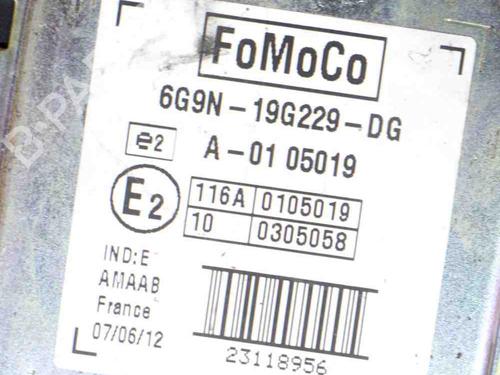 FoMoCo
6G9N-19G229-DG
e2 A-01 05019
E2 116A 0105019
10 0305058
IND:E
AMAAB
France
07/06/12
23118956
B-PARTS